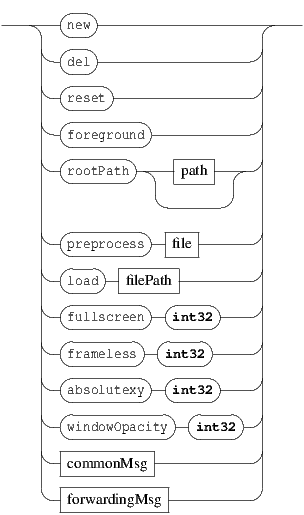 new
del
reset
foreground
rootPath path
preprocess file
load filePath
fullscreen int32
frameless int32
absolutexy int32
windowOpacity int32
commonMsg
forwardingMsg